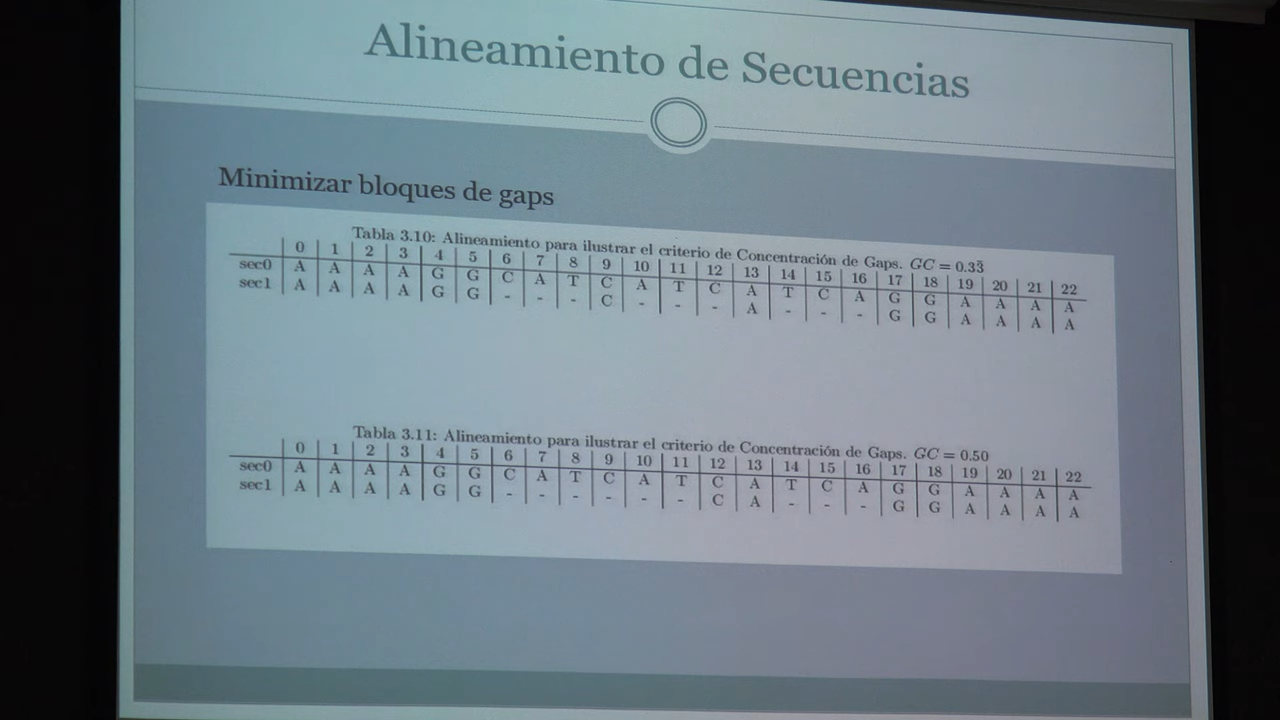 Alineamiento de Secuencias
Minimizar bloques de gaps
Tabla 3.10: Alineamiento para ilustrar el criterio de Concentración de Gaps. GC = 0.33̄
0 1 2 3 4 5 6 7 8 9 10 11 12 13 14 15 16 17 18 19 20 21 22
sec0 A A A A G G C A T C A T C A T C A G G A A A A
sec1 A A A A G G - - - C - - - A - - - G G A A A A
Tabla 3.11: Alineamiento para ilustrar el criterio de Concentración de Gaps. GC = 0.50
0 1 2 3 4 5 6 7 8 9 10 11 12 13 14 15 16 17 18 19 20 21 22
sec0 A A A A G G C A T C A T C A T C A G G A A A A
sec1 A A A A G G - - - - - - C A - - - G G A A A A